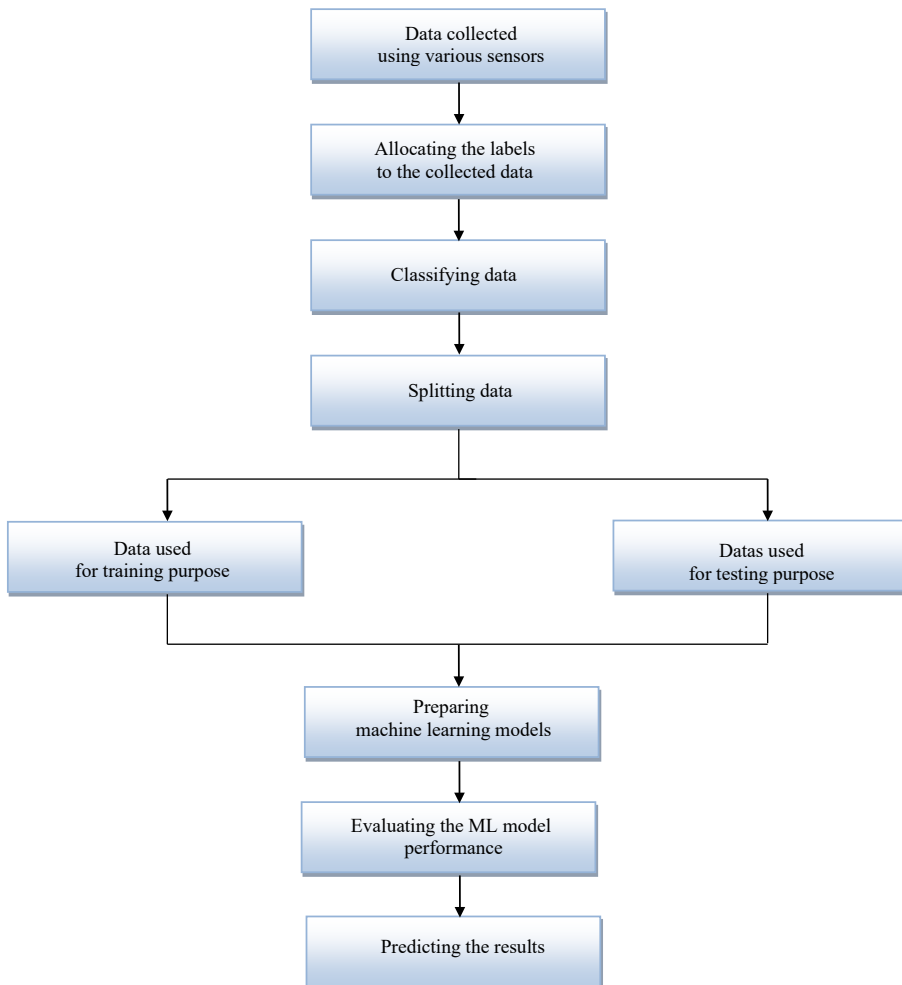 Data collected
using various sensors
Allocating the labels
to the collected data
Classifying data
Splitting data
Data used
for training purpose
Datas used
for testing purpose
Preparing
machine learning models
Evaluating the ML model
performance
Predicting the results